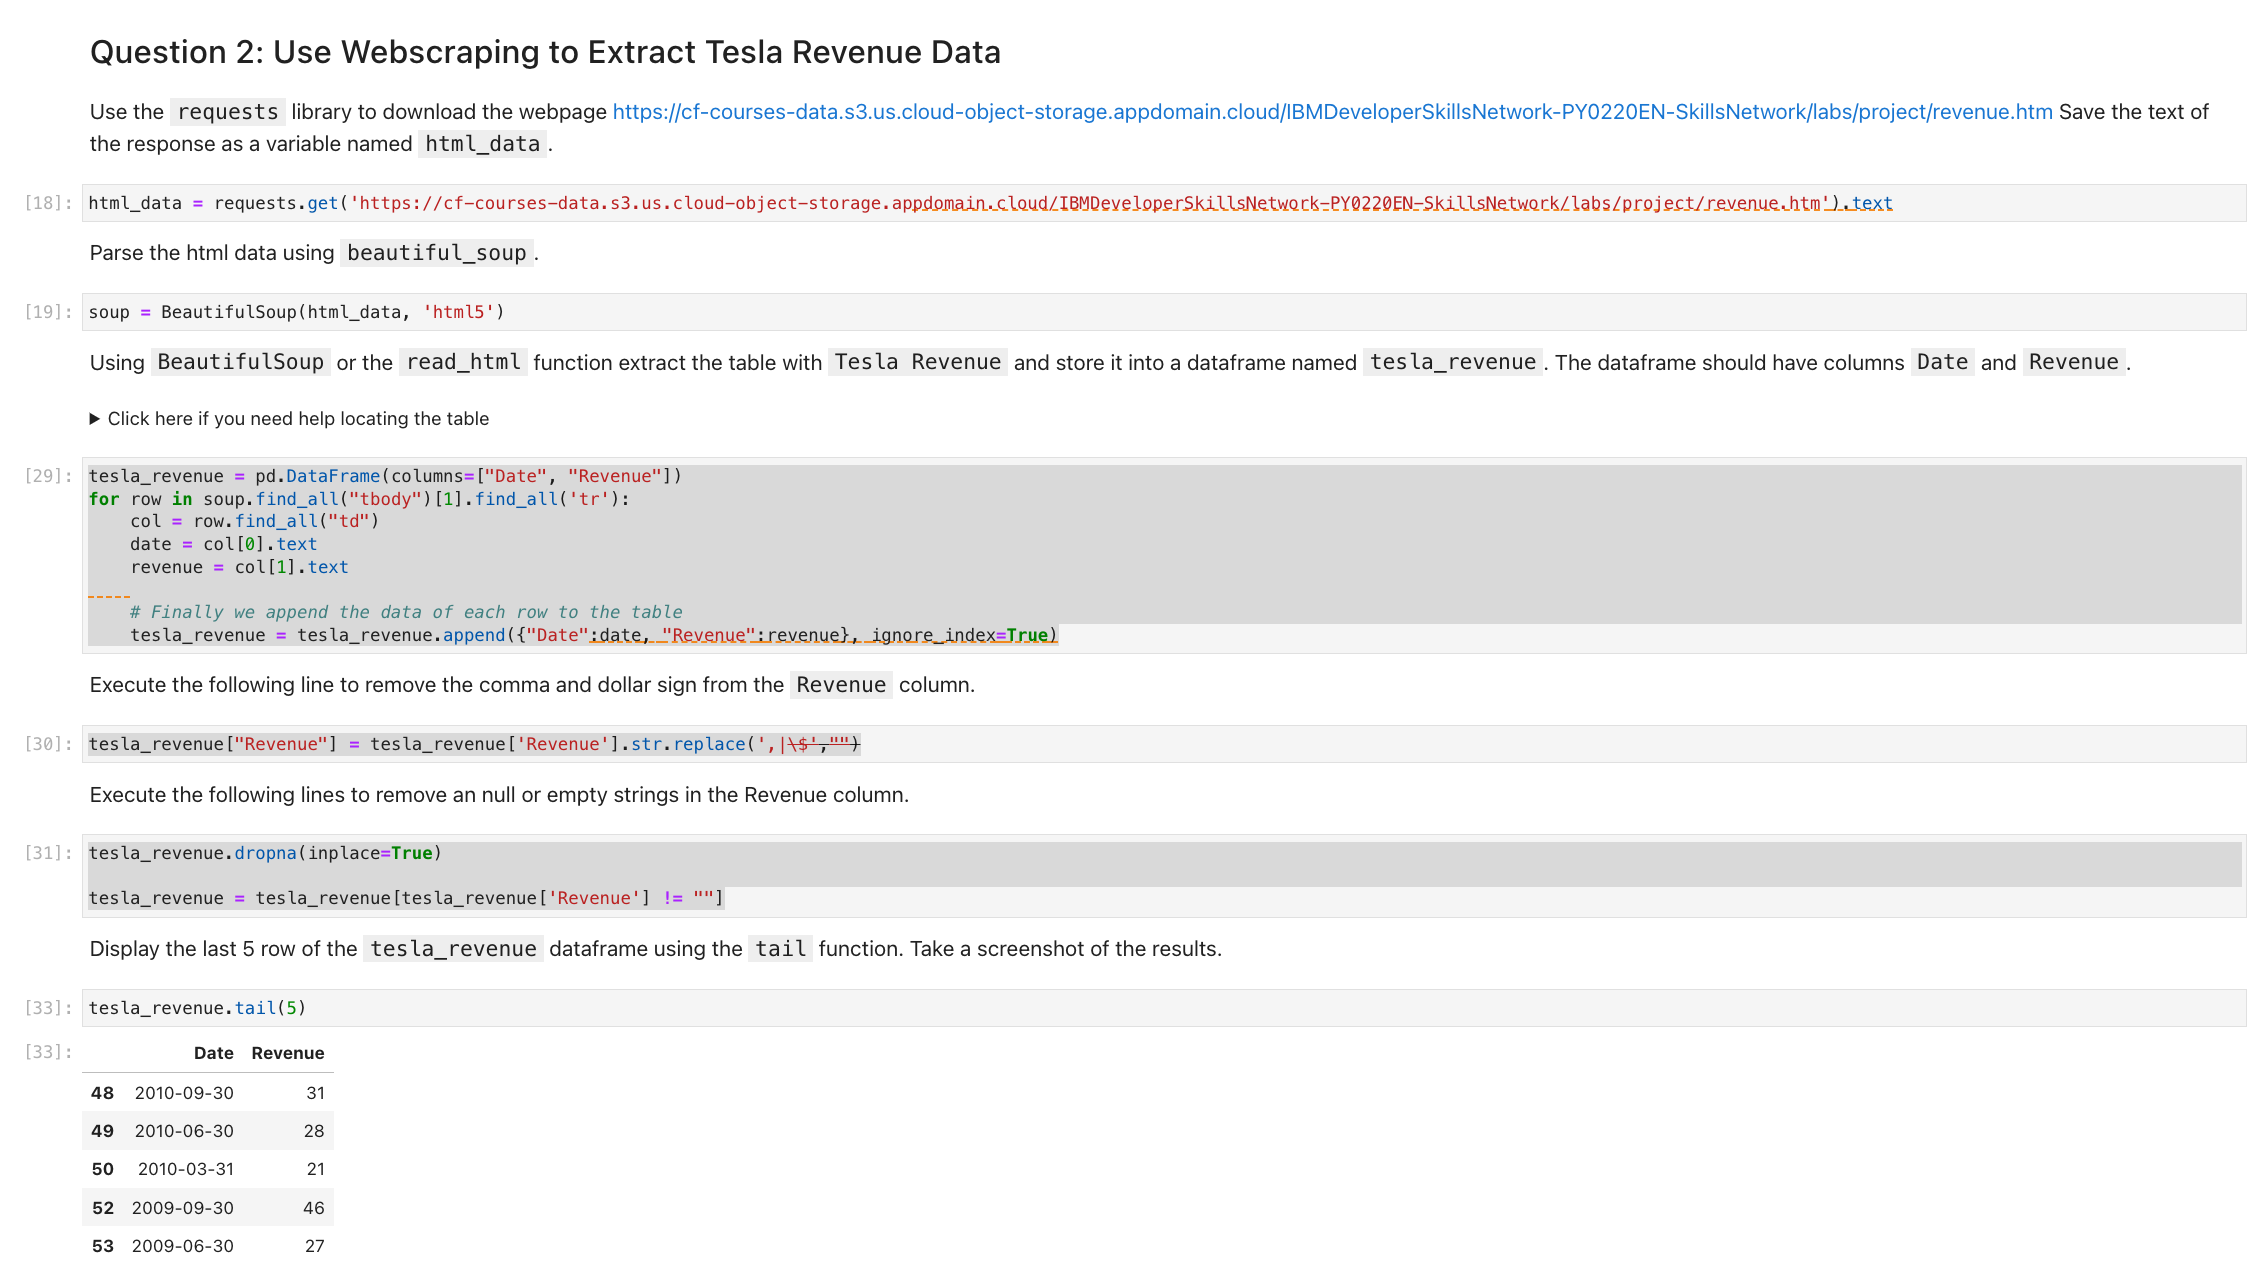 Question 2: Use Webscraping to Extract Tesla Revenue Data
Use the requests library to download the webpage https://cf-courses-data.s3.us.cloud-object-storage.appdomain.cloud/IBMDeveloperSkillsNetwork-PY0220EN-SkillsNetwork/labs/project/revenue.htm Save the text of
the response as a variable named html_data .
[18]: html_data = requests.get('https://cf-courses-data.s3.us.cloud-object-storage.appdomain.cloud/IBMDeveloperSkillsNetwork-PY0220EN-SkillsNetwork/labs/project/revenue.htm').text
Parse the html data using beautiful_soup .
[19]: soup = BeautifulSoup(html_data, 'html5')
Using BeautifulSoup or the read_html function extract the table with Tesla Revenue and store it into a dataframe named tesla_revenue . The dataframe should have columns Date and Revenue .
▶ Click here if you need help locating the table
[29]: tesla_revenue = pd.DataFrame(columns=["Date", "Revenue"])
for row in soup.find_all("tbody")[1].find_all('tr'):
    col = row.find_all("td")
    date = col[0].text
    revenue = col[1].text
    # Finally we append the data of each row to the table
    tesla_revenue = tesla_revenue.append({"Date":date, "Revenue":revenue}, ignore_index=True)
Execute the following line to remove the comma and dollar sign from the Revenue column.
[30]: tesla_revenue["Revenue"] = tesla_revenue['Revenue'].str.replace(',|\$',"")
Execute the following lines to remove an null or empty strings in the Revenue column.
[31]: tesla_revenue.dropna(inplace=True)
tesla_revenue = tesla_revenue[tesla_revenue['Revenue'] != ""]
Display the last 5 row of the tesla_revenue dataframe using the tail function. Take a screenshot of the results.
[33]: tesla_revenue.tail(5)
[33]: Date Revenue
48 2010-09-30 31
49 2010-06-30 28
50 2010-03-31 21
52 2009-09-30 46
53 2009-06-30 27